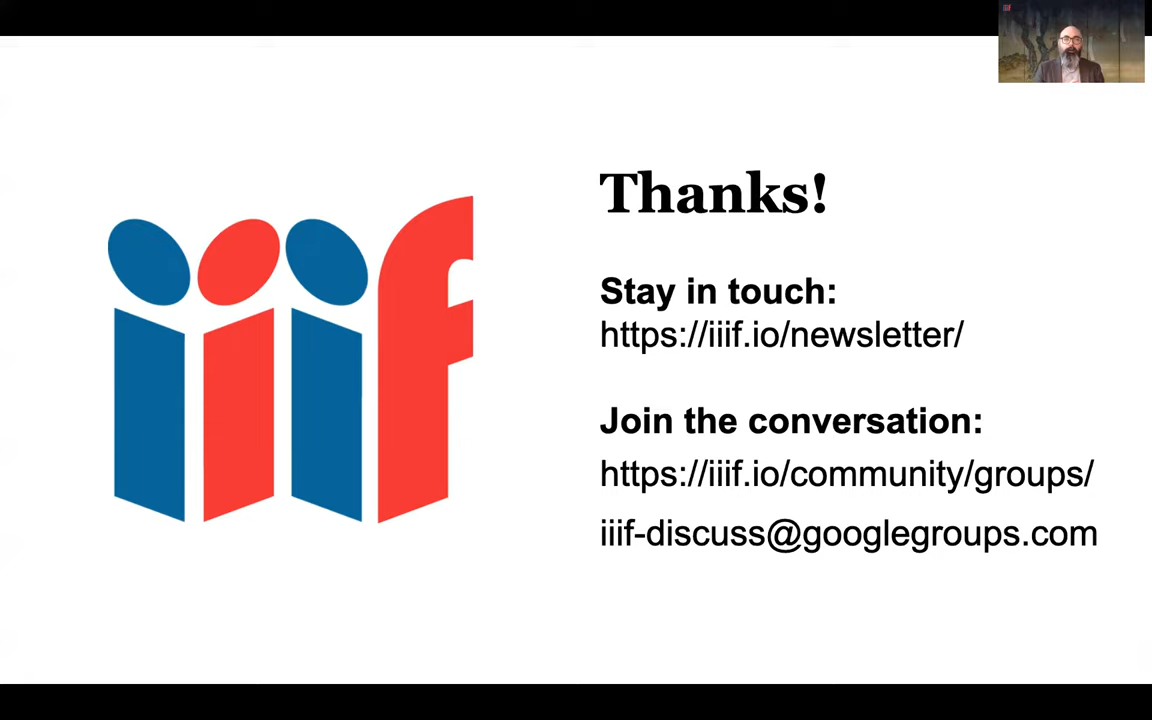 iiif
Thanks!
Stay in touch:
https://iiif.io/newsletter/
Join the conversation:
https://iiif.io/community/groups/
iiif-discuss@googlegroups.com